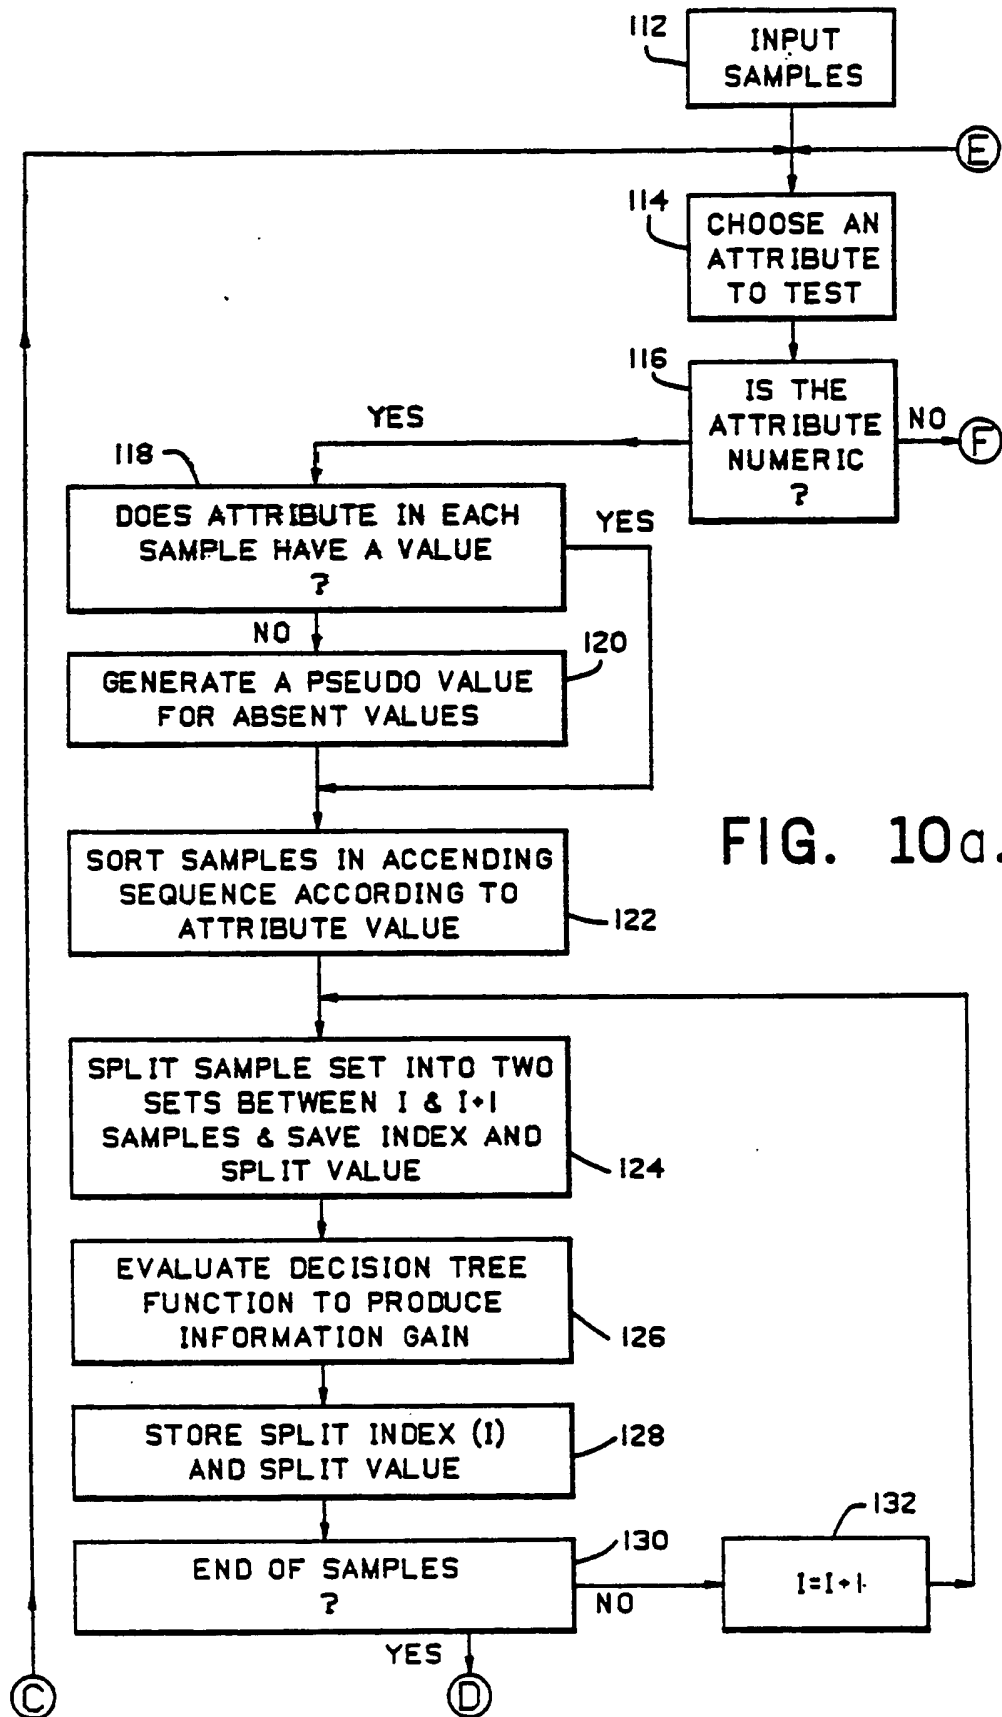 112
INPUT
SAMPLES
E
114
CHOOSE AN
ATTRIBUTE
TO TEST
116
IS THE
ATTRIBUTE
NUMERIC
?
NO
F
YES
118
DOES ATTRIBUTE IN EACH
SAMPLE HAVE A VALUE
?
YES
NO
120
GENERATE A PSEUDO VALUE
FOR ABSENT VALUES
FIG. 10a.
SORT SAMPLES IN ACCENDING
SEQUENCE ACCORDING TO
ATTRIBUTE VALUE
122
SPLIT SAMPLE SET INTO TWO
SETS BETWEEN I & I+1
SAMPLES & SAVE INDEX AND
SPLIT VALUE
124
EVALUATE DECISION TREE
FUNCTION TO PRODUCE
INFORMATION GAIN
126
STORE SPLIT INDEX (I)
AND SPLIT VALUE
128
END OF SAMPLES
?
130
NO
132
I=I+1
YES
C
D